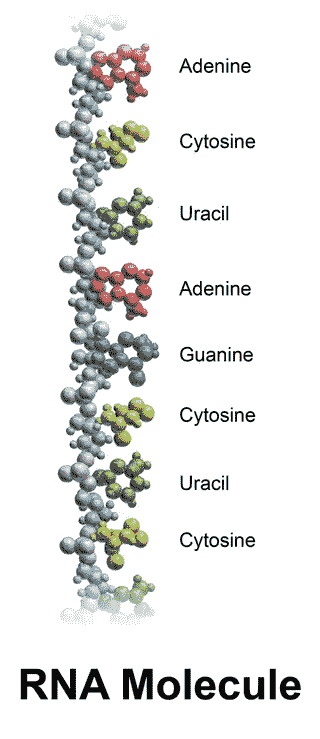 Adenine
Cytosine
Uracil
Adenine
Guanine
Cytosine
Uracil
Cytosine
RNA Molecule